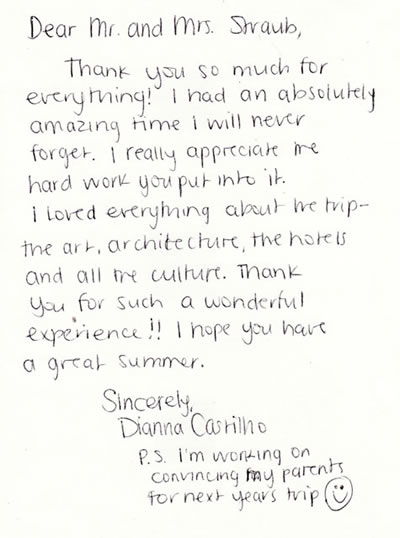 Dear Mr. and Mrs. Straub,
Thank you so much for
everything! I had an absolutely
amazing time i will never
forget. I really appreciate the
hard work you put into it.
i loved everything about the trip-
the art, architecture, the hotels
and all the culture. Thank
you for such a wonderful
experience!! I hope you have
a great summer.
Sincerely,
Dianna Castilho
P.S. i'm working on
convincing my parents
for next years trip ☺